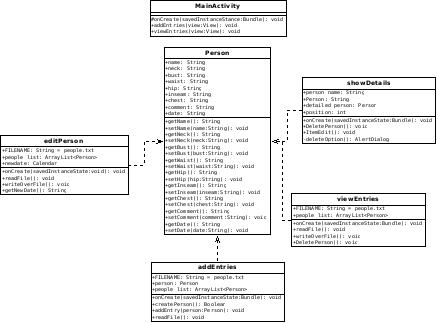 MainActivity
#onCreate(savedInstanceStance:Bundle): void
+addEntries(view:View): void
+viewEntries(view:View): void
Person
+name: String
+neck: String
+bust: String
+waist: String
+hip: String
+inseam: String
+chest: String
+comment: String
+date: String
+getName(): String
+setName(name:String): void
+getNeck(): String
+setNeck(neck:String): void
+getBust(): String
+setBust(bust:String): void
+getWaist(): String
+setWaist(waist:String): void
+getHip(): String
+setHip(hip:String): void
+getInseam(): String
+setInseam(inseam:String): void
+getChest(): String
+setChest(chest:String): void
+getComment(): String
+setComment(comment:String): void
+getDate(): String
+setDate(date:String): void
showDetails
+person name: String
+Person: String
+detailed person: Person
+position: int
+onCreate(savedInstanceState:Bundle): void
+DeletePerson(): void
+ItemEdit(): void
+deleteOption(): AlertDialog
editPerson
+FILENAME: String = people.txt
+people list: ArrayList<Person>
+newdate: Calendar
+onCreate(savedInstanceState:void): void
+readFile(): void
+writeOverFile(): void
+getNewDate(): String
viewEntries
+FILENAME: String = people.txt
+people list: ArrayList<Person>
+onCreate(savedInstanceState:Bundle): void
+readFile(): void
+writeOverFile(): void
+DeletePerson(): void
addEntries
+FILENAME: String = people.txt
+person: Person
+people list: ArrayList<Person>
+onCreate(savedInstanceState:Bundle): void
+createPerson(): Boolean
+addEntry(person:Person): void
+readFile(): void